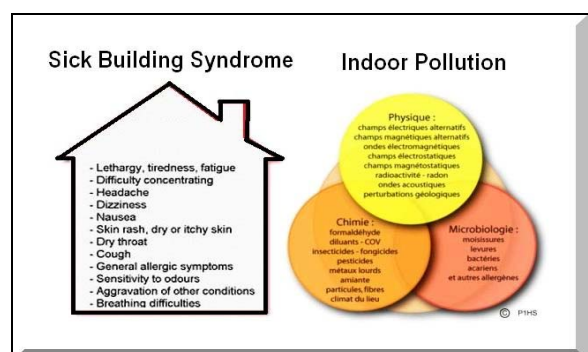 Sick Building Syndrome
Indoor Pollution
- Lethargy, tiredness, fatigue
- Difficulty concentrating
- Headache
- Dizziness
- Nausea
- Skin rash, dry or itchy skin
- Dry throat
- Cough
- General allergic symptoms
- Sensitivity to odours
- Aggravation of other conditions
- Breathing difficulties
Physique :
champs électriques alternatifs
champs magnétiques alternatifs
ondes électromagnétiques
champs électrostatiques
champs magnétostatiques
radioactivité - radon
ondes acoustiques
perturbations géologiques
Chimie :
formaldéhyde
diluants - COV
insecticides - fongicides
pesticides
métaux lourds
amiante
particules, fibres
climat du lieu
Microbiologie :
moisissures
levures
bactéries
acariens
et autres allergènes
© P1HS